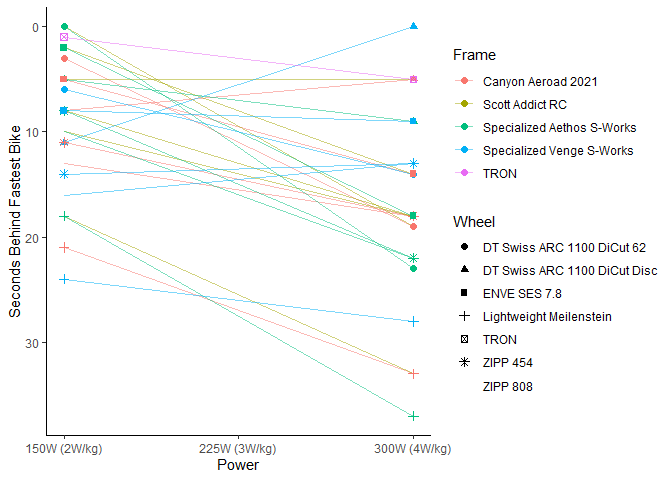 0
10
20
30
Seconds Behind Fastest Bike
150W (2W/kg)
225W (3W/kg)
300W (4W/kg)
Power
Frame
Canyon Aeroad 2021
Scott Addict RC
Specialized Aethos S-Works
Specialized Venge S-Works
TRON
Wheel
DT Swiss ARC 1100 DiCut 62
DT Swiss ARC 1100 DiCut Disc
ENVE SES 7.8
Lightweight Meilenstein
TRON
ZIPP 454
ZIPP 808